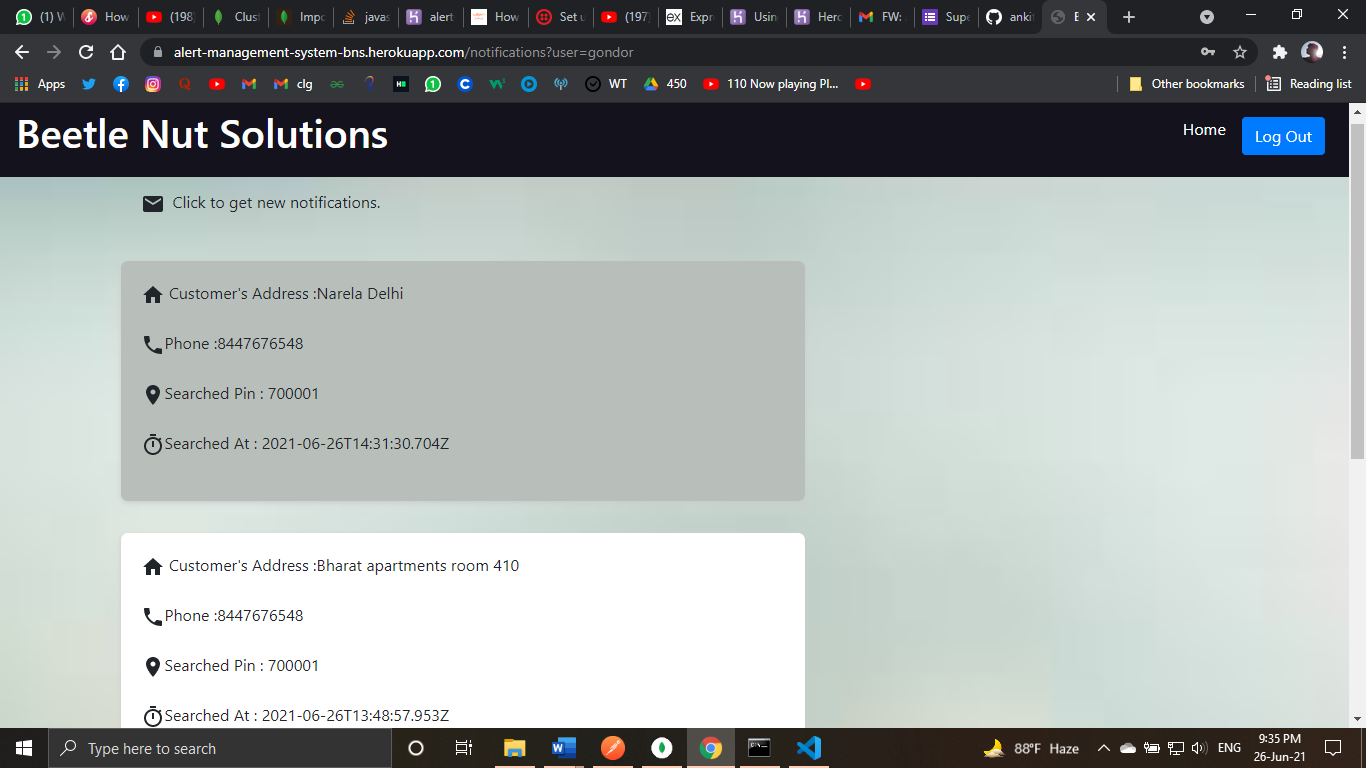 (1) W
How
(198)
Clust
Impo
javas
alert
How
Set u
(197)
Expr
Usin
Herc
FW:
Supe
ankit
E
alert-management-system-bns.herokuapp.com/notifications?user=gondor
Apps
clg
WT
450
110 Now playing Pl...
Other bookmarks
Reading list
Beetle Nut Solutions
Home
Log Out
Click to get new notifications.
Customer's Address :Narela Delhi
Phone :8447676548
Searched Pin : 700001
Searched At : 2021-06-26T14:31:30.704Z
Customer's Address :Bharat apartments room 410
Phone :8447676548
Searched Pin : 700001
Searched At : 2021-06-26T13:48:57.953Z
Type here to search
88°F Haze
ENG
9:35 PM
26-Jun-21